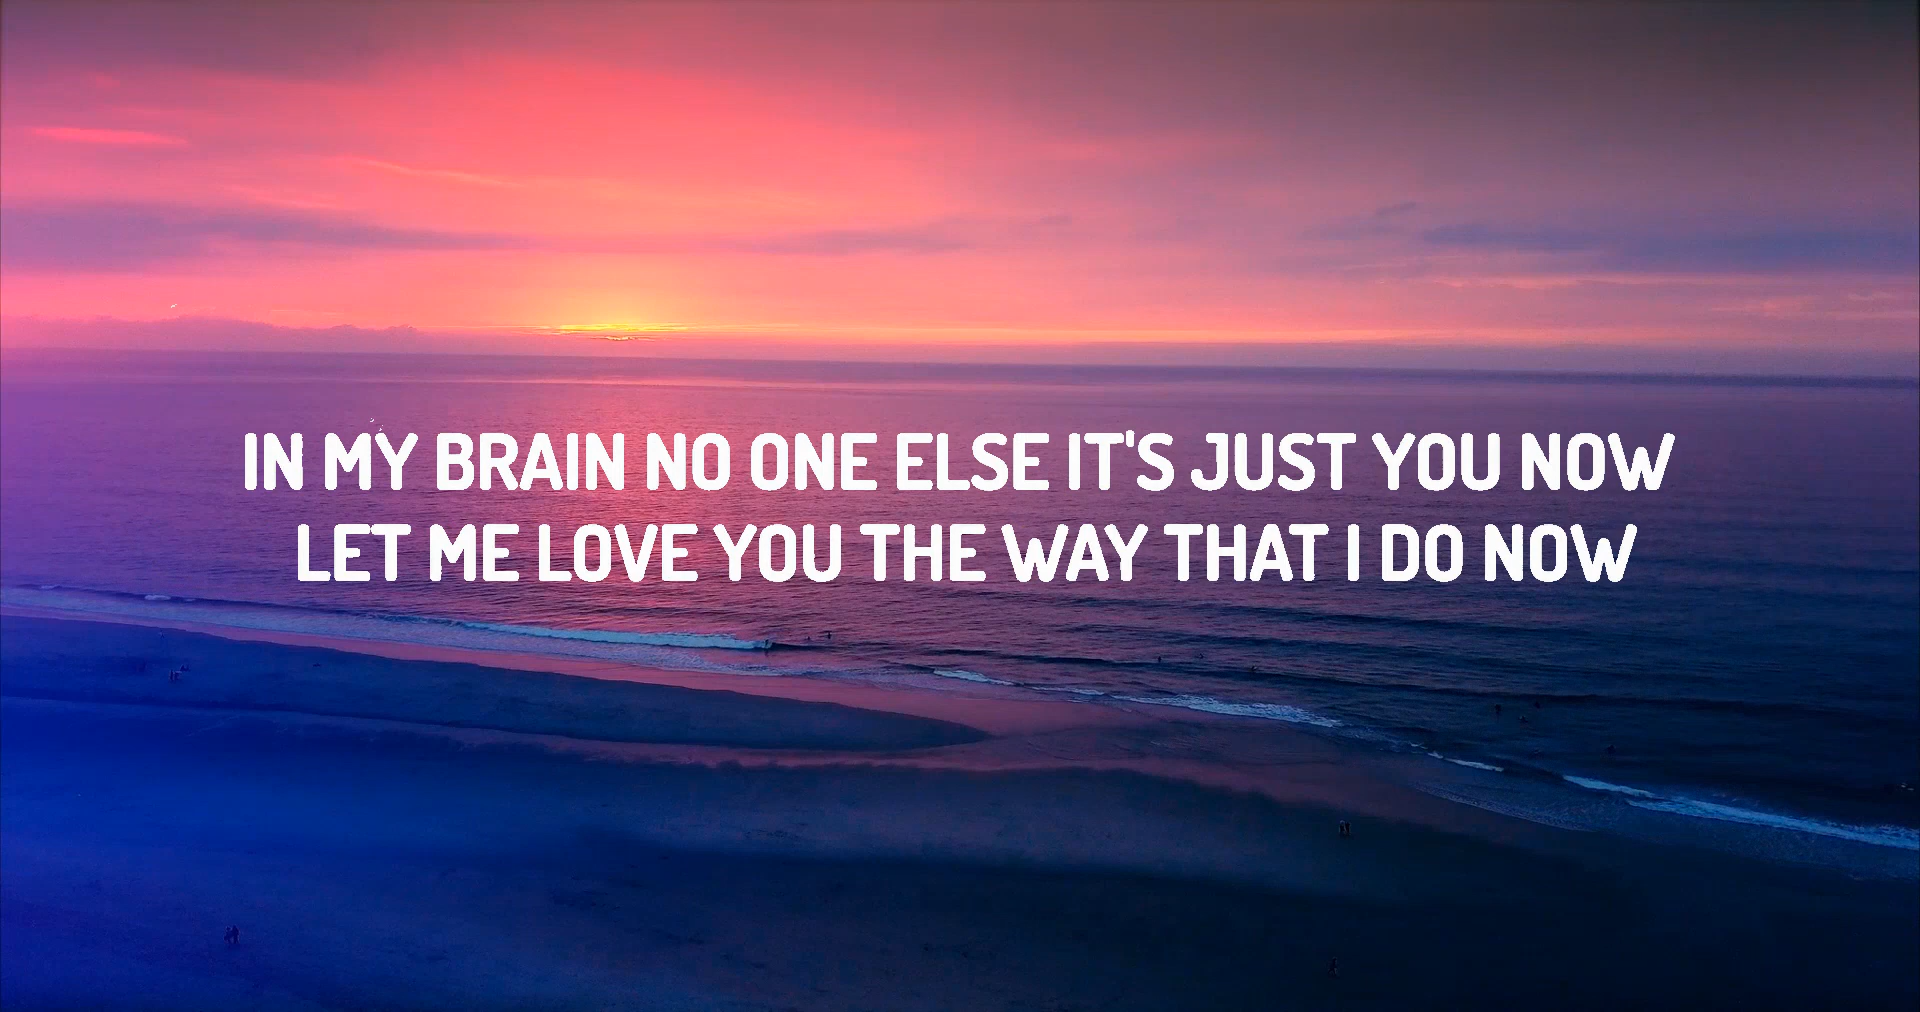 IN MY BRAIN NO ONE ELSE IT'S JUST YOU NOW
LET ME LOVE YOU THE WAY THAT I DO NOW